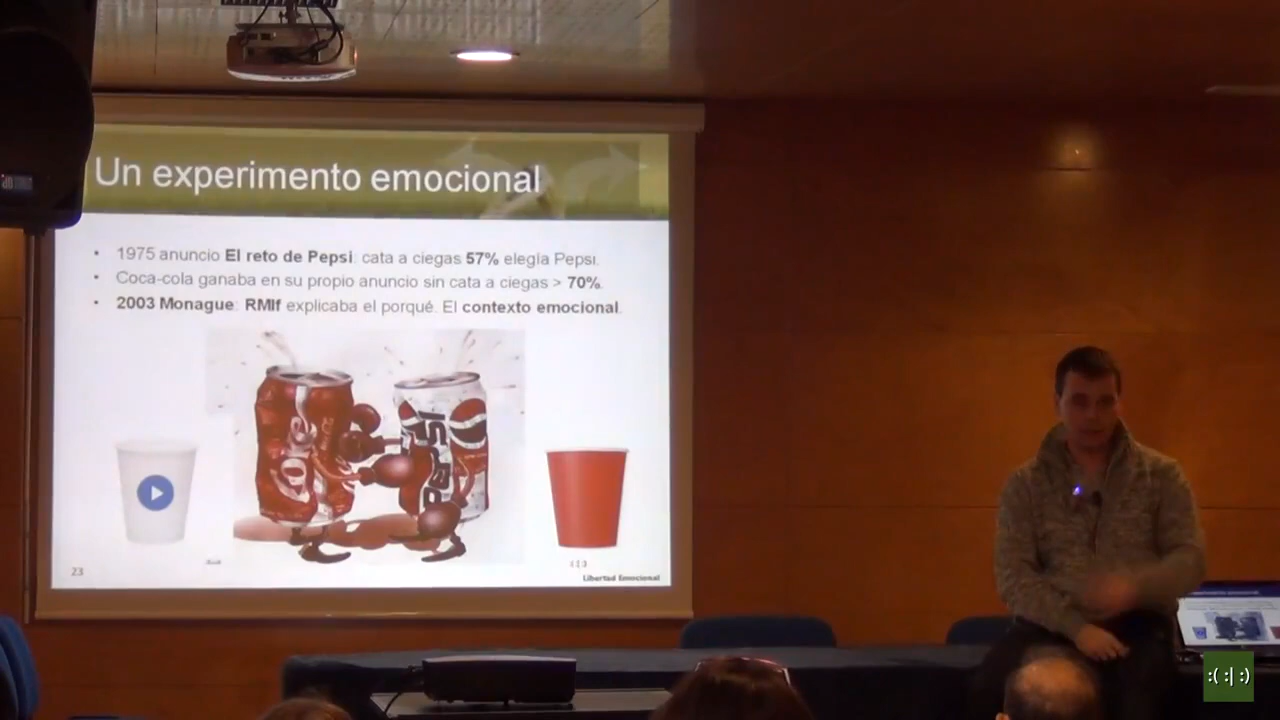 Un experimento emocional
• 1975 anuncio El reto de Pepsi: cata a ciegas 57% elegía Pepsi.
• Coca-cola ganaba en su propio anuncio sin cata a ciegas > 70%.
• 2003 Monague: RMIf explicaba el porqué. El contexto emocional.
Coke
pepsi
23
Libertad Emocional
:( :| :)